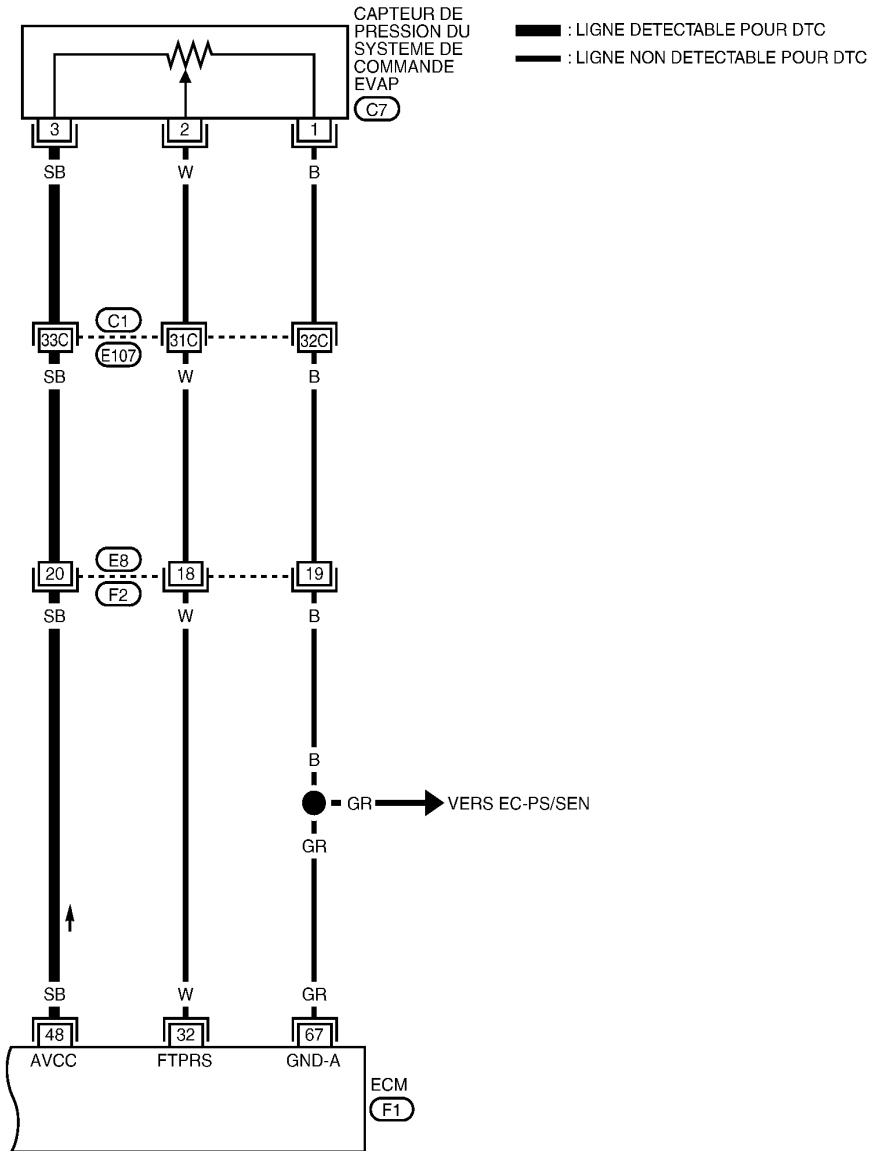 CAPTEUR DE
PRESSION DU
SYSTEME DE
COMMANDE
EVAP
C7
: LIGNE DETECTABLE POUR DTC
: LIGNE NON DETECTABLE POUR DTC
3 2 1
SB W B
C1
33C 31C 32C
E107
SB W B
E8
20 18 19
F2
SB W B
B
GR VERS EC-PS/SEN
GR
SB W GR
48 32 67
AVCC FTPRS GND-A
ECM
F1